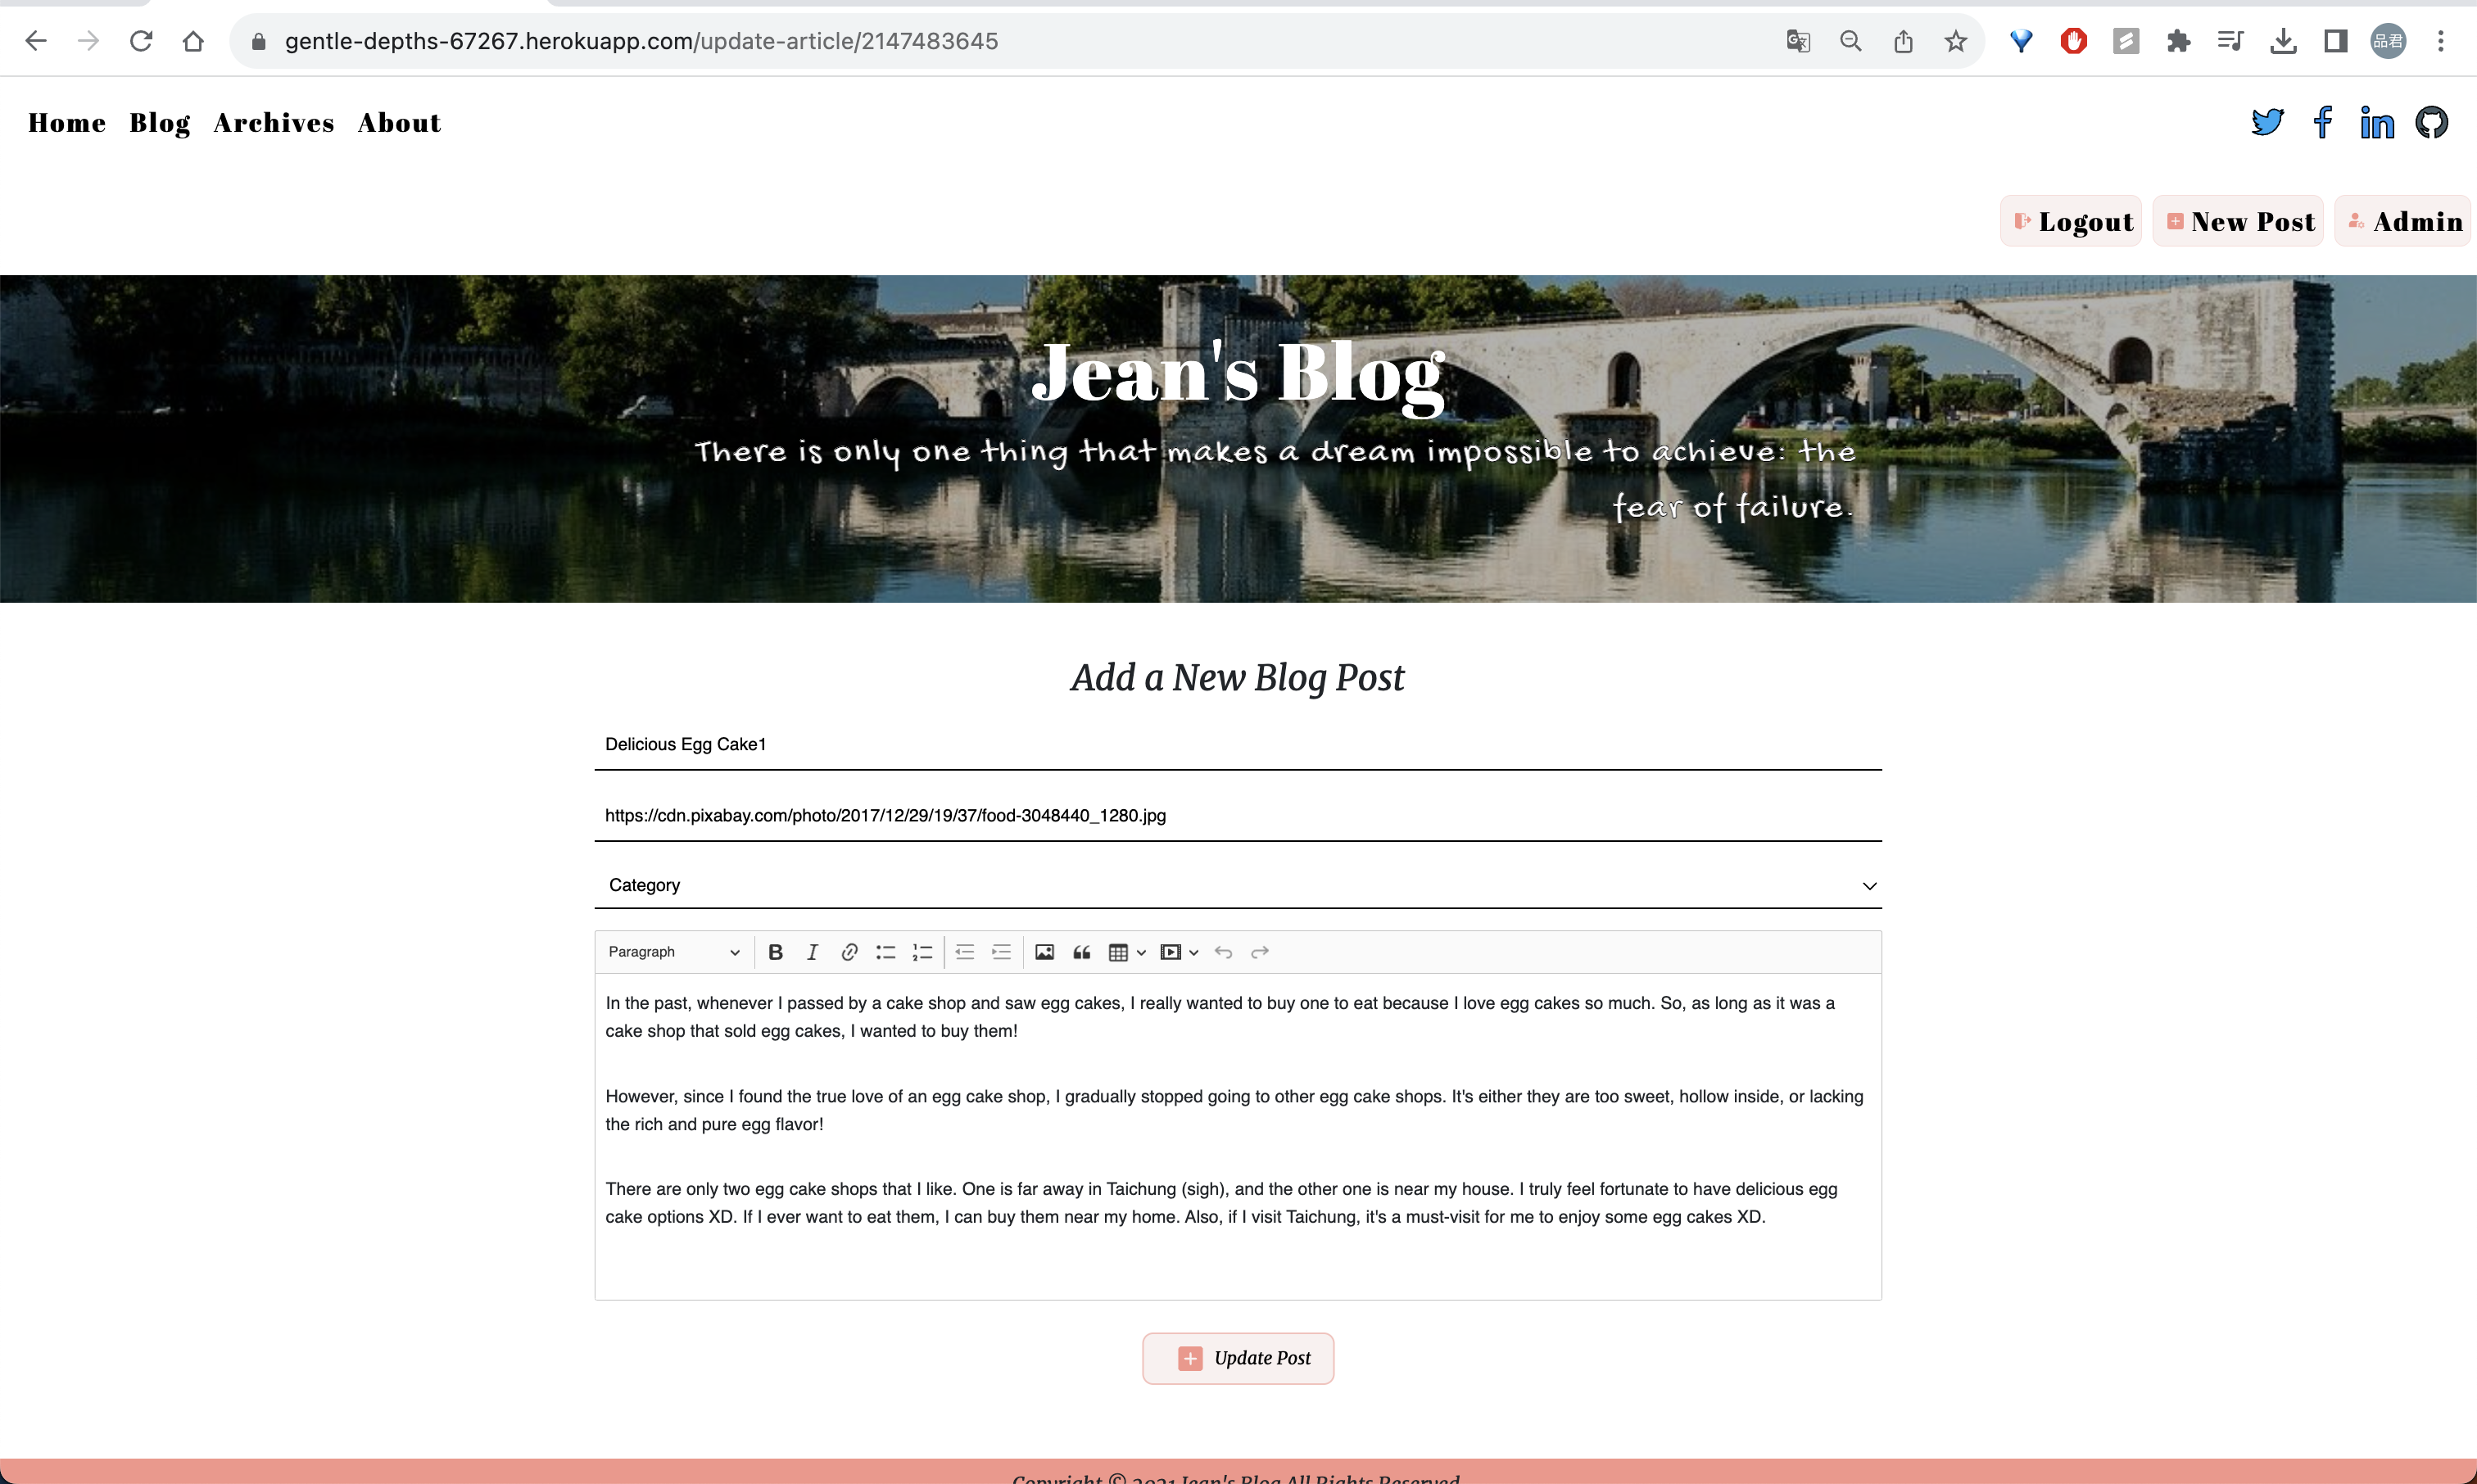 gentle-depths-67267.herokuapp.com/update-article/2147483645
品君
Home Blog Archives About
Logout New Post Admin
Jean's Blog
There is only one thing that makes a dream impossible to achieve: the
fear of failure.
Add a New Blog Post
Delicious Egg Cake1
https://cdn.pixabay.com/photo/2017/12/29/19/37/food-3048440_1280.jpg
Category
Paragraph
In the past, whenever I passed by a cake shop and saw egg cakes, I really wanted to buy one to eat because I love egg cakes so much. So, as long as it was a
cake shop that sold egg cakes, I wanted to buy them!
However, since I found the true love of an egg cake shop, I gradually stopped going to other egg cake shops. It's either they are too sweet, hollow inside, or lacking
the rich and pure egg flavor!
There are only two egg cake shops that I like. One is far away in Taichung (sigh), and the other one is near my house. I truly feel fortunate to have delicious egg
cake options XD. If I ever want to eat them, I can buy them near my home. Also, if I visit Taichung, it's a must-visit for me to enjoy some egg cakes XD.
Update Post
Copyright © 2021 Jean's Blog All Rights Reserved